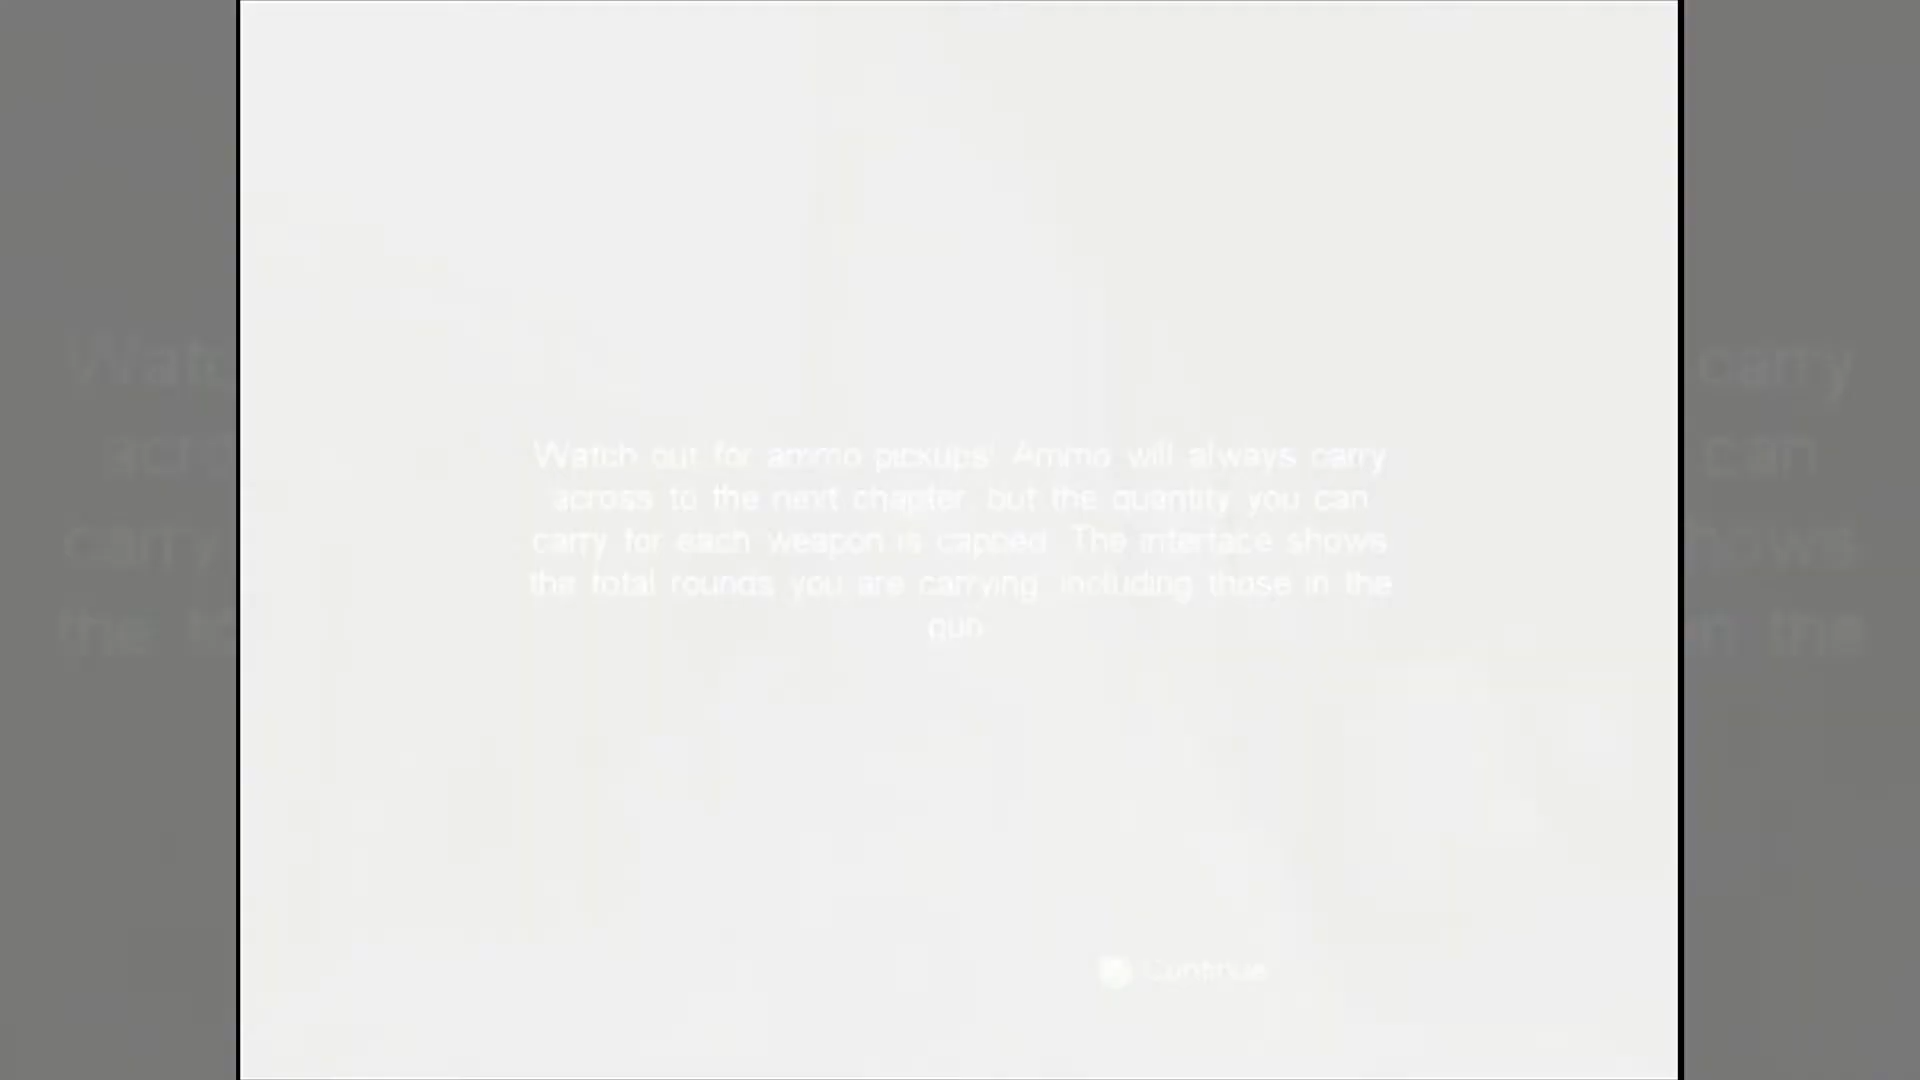 Watch out for ammo pickups! Ammo will always carry
across to the next chapter, but the quantity you can
carry for each weapon is capped. The interface shows
the total rounds you are carrying, including those in the
gun.
Continue